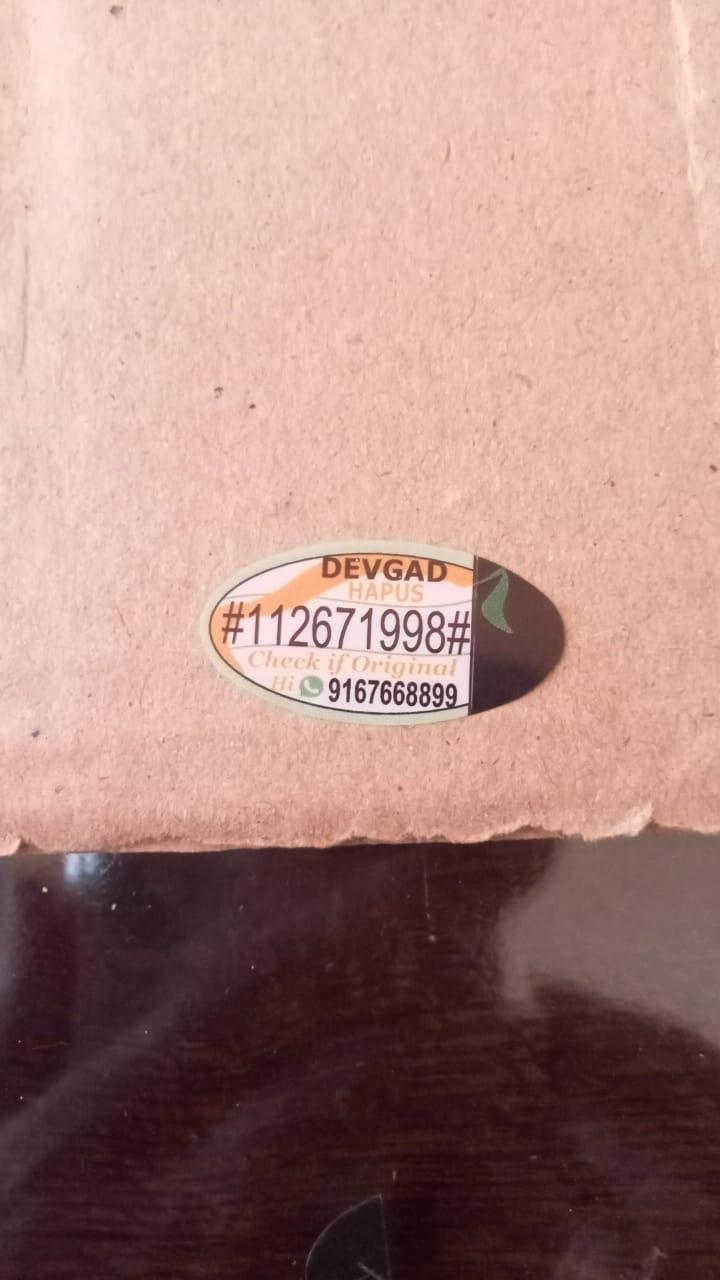 DEVGAD
HAPUS
#112671998#
Check if Original
Hi 9167668899